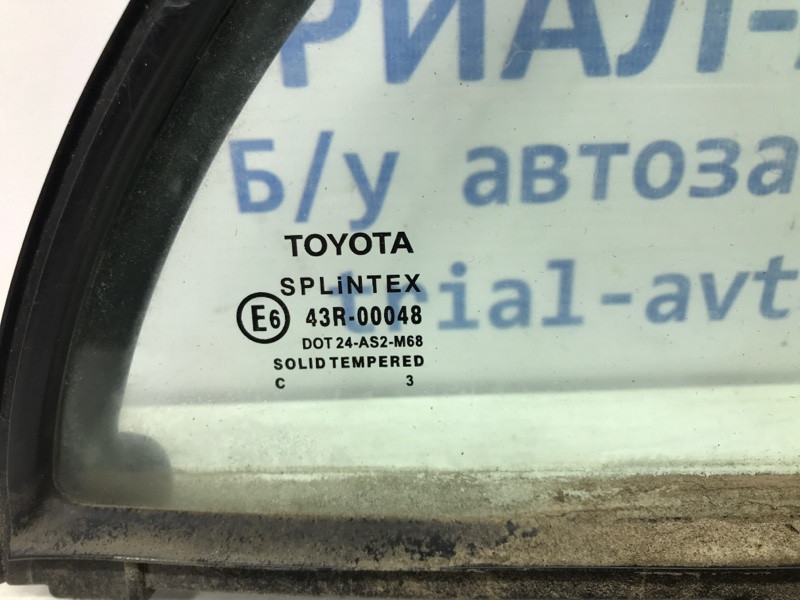 РИАЛ-
Б/у автоза
trial-avt
TOYOTA
SPLiNTEX
E6 43R-00048
DOT 24-AS2-M68
SOLID TEMPERED
C 3